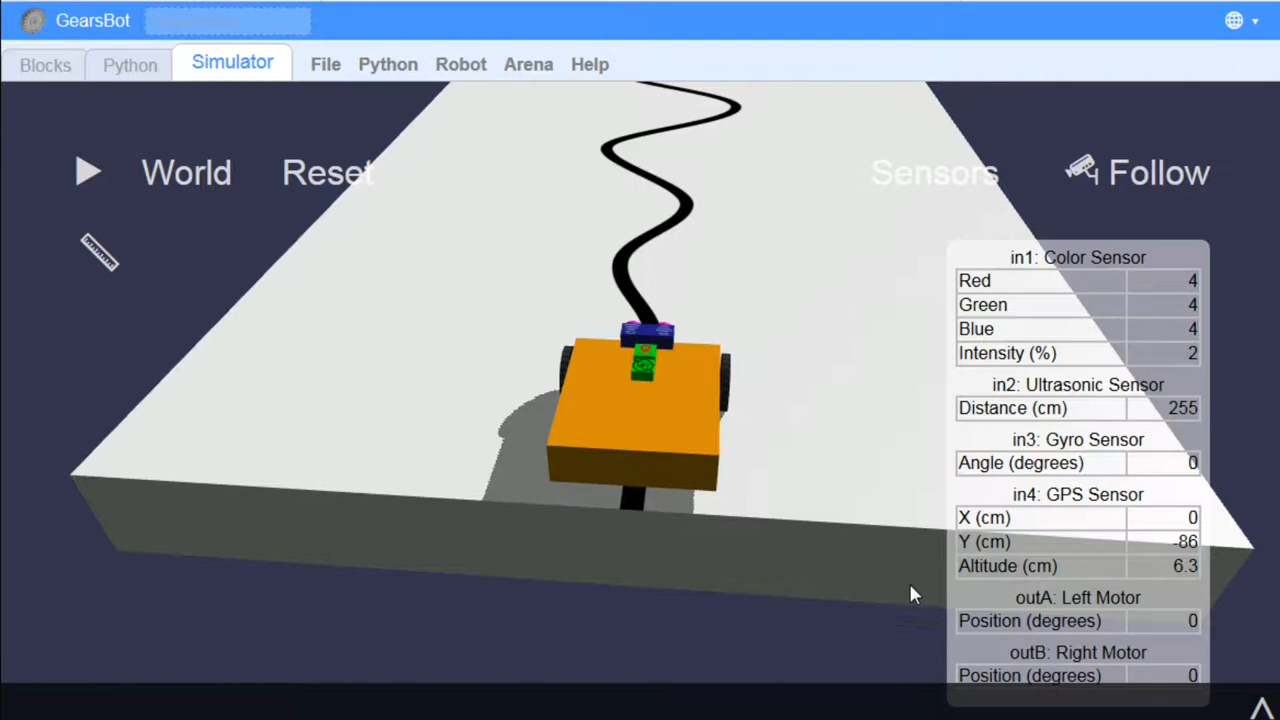 GearsBot
Blocks
Python
Simulator
File
Python
Robot
Arena
Help
World
Reset
Sensors
Follow
in1: Color Sensor
Red 4
Green 4
Blue 4
Intensity (%) 2
in2: Ultrasonic Sensor
Distance (cm) 255
in3: Gyro Sensor
Angle (degrees) 0
in4: GPS Sensor
X (cm) 0
Y (cm) -86
Altitude (cm) 6.3
outA: Left Motor
Position (degrees) 0
outB: Right Motor
Position (degrees) 0